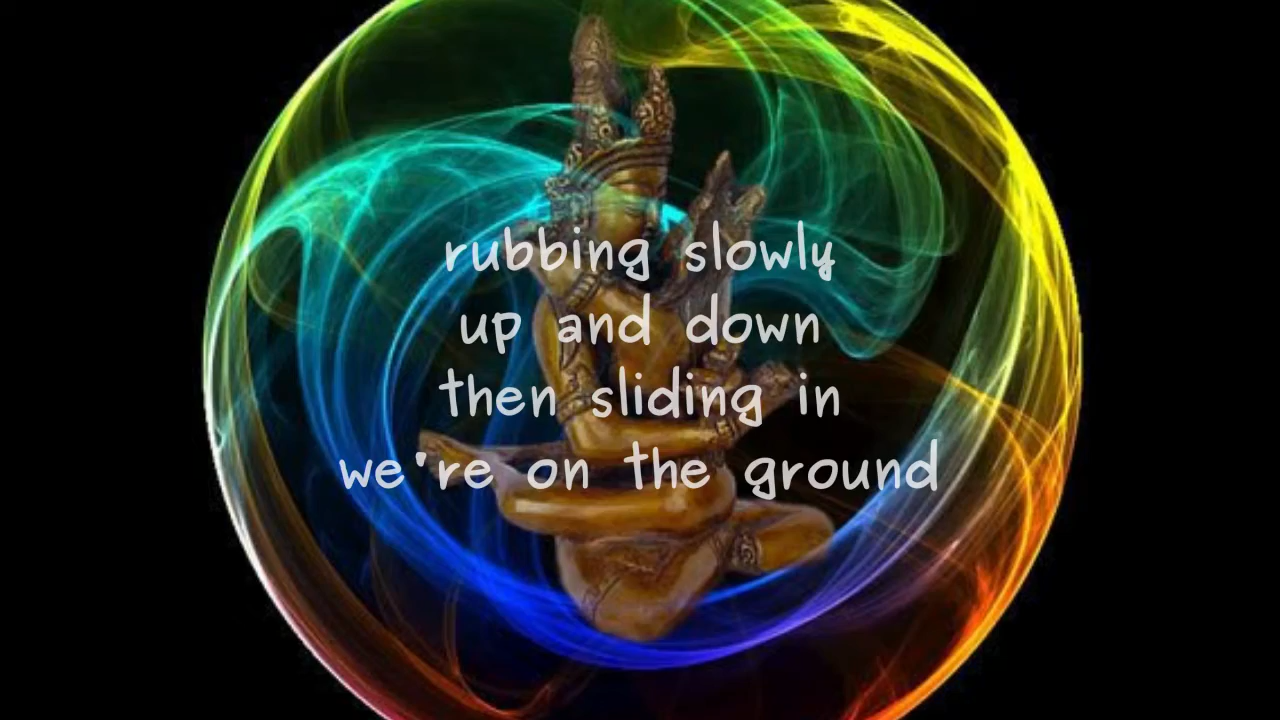 rubbing slowly
up and down
then sliding in
we're on the ground